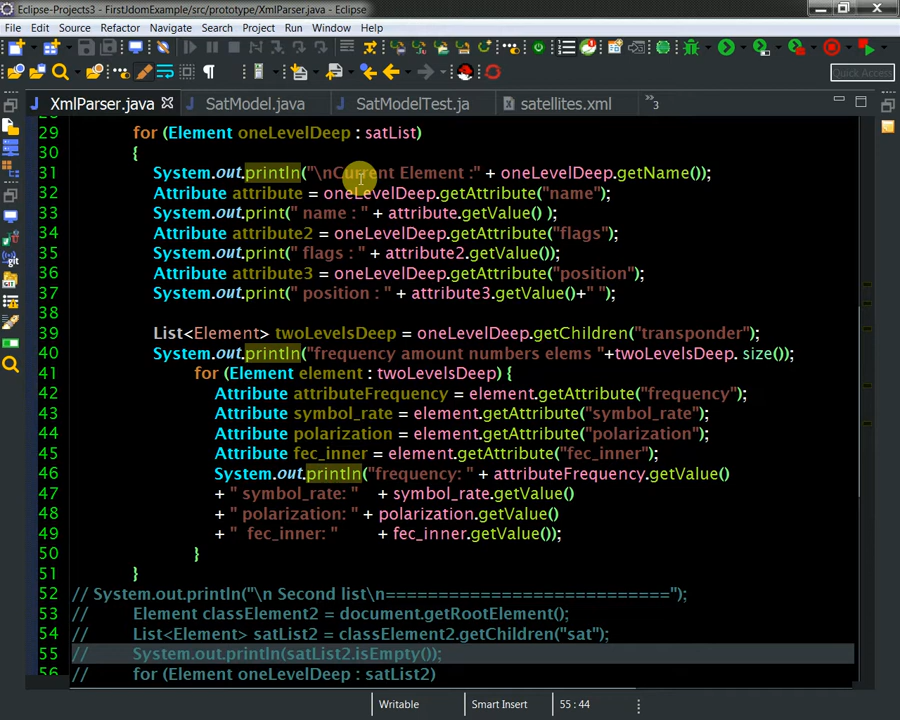 Eclipse-Projects3 - FirstJdomExample/src/prototype/XmlParser.java - Eclipse
File Edit Source Refactor Navigate Search Project Run Window Help
Quick Access
XmlParser.java SatModel.java SatModelTest.ja satellites.xml »3
29 for (Element oneLevelDeep : satList)
30 {
31 System.out.println("\nCurrent Element :" + oneLevelDeep.getName());
32 Attribute attribute = oneLevelDeep.getAttribute("name");
33 System.out.print(" name : " + attribute.getValue() );
34 Attribute attribute2 = oneLevelDeep.getAttribute("flags");
35 System.out.print(" flags : " + attribute2.getValue());
36 Attribute attribute3 = oneLevelDeep.getAttribute("position");
37 System.out.print(" position : " + attribute3.getValue()+" ");
38
39 List<Element> twoLevelsDeep = oneLevelDeep.getChildren("transponder");
40 System.out.println("frequency amount numbers elems "+twoLevelsDeep. size());
41 for (Element element : twoLevelsDeep) {
42 Attribute attributeFrequency = element.getAttribute("frequency");
43 Attribute symbol_rate = element.getAttribute("symbol_rate");
44 Attribute polarization = element.getAttribute("polarization");
45 Attribute fec_inner = element.getAttribute("fec_inner");
46 System.out.println("frequency: " + attributeFrequency.getValue()
47 + " symbol_rate: " + symbol_rate.getValue()
48 + " polarization: " + polarization.getValue()
49 + " fec_inner: " + fec_inner.getValue());
50 }
51 }
52 // System.out.println("\n Second list\n===========================");
53 // Element classElement2 = document.getRootElement();
54 // List<Element> satList2 = classElement2.getChildren("sat");
55 // System.out.println(satList2.isEmpty());
56 // for (Element oneLevelDeep : satList2)
Writable Smart Insert 55 : 44